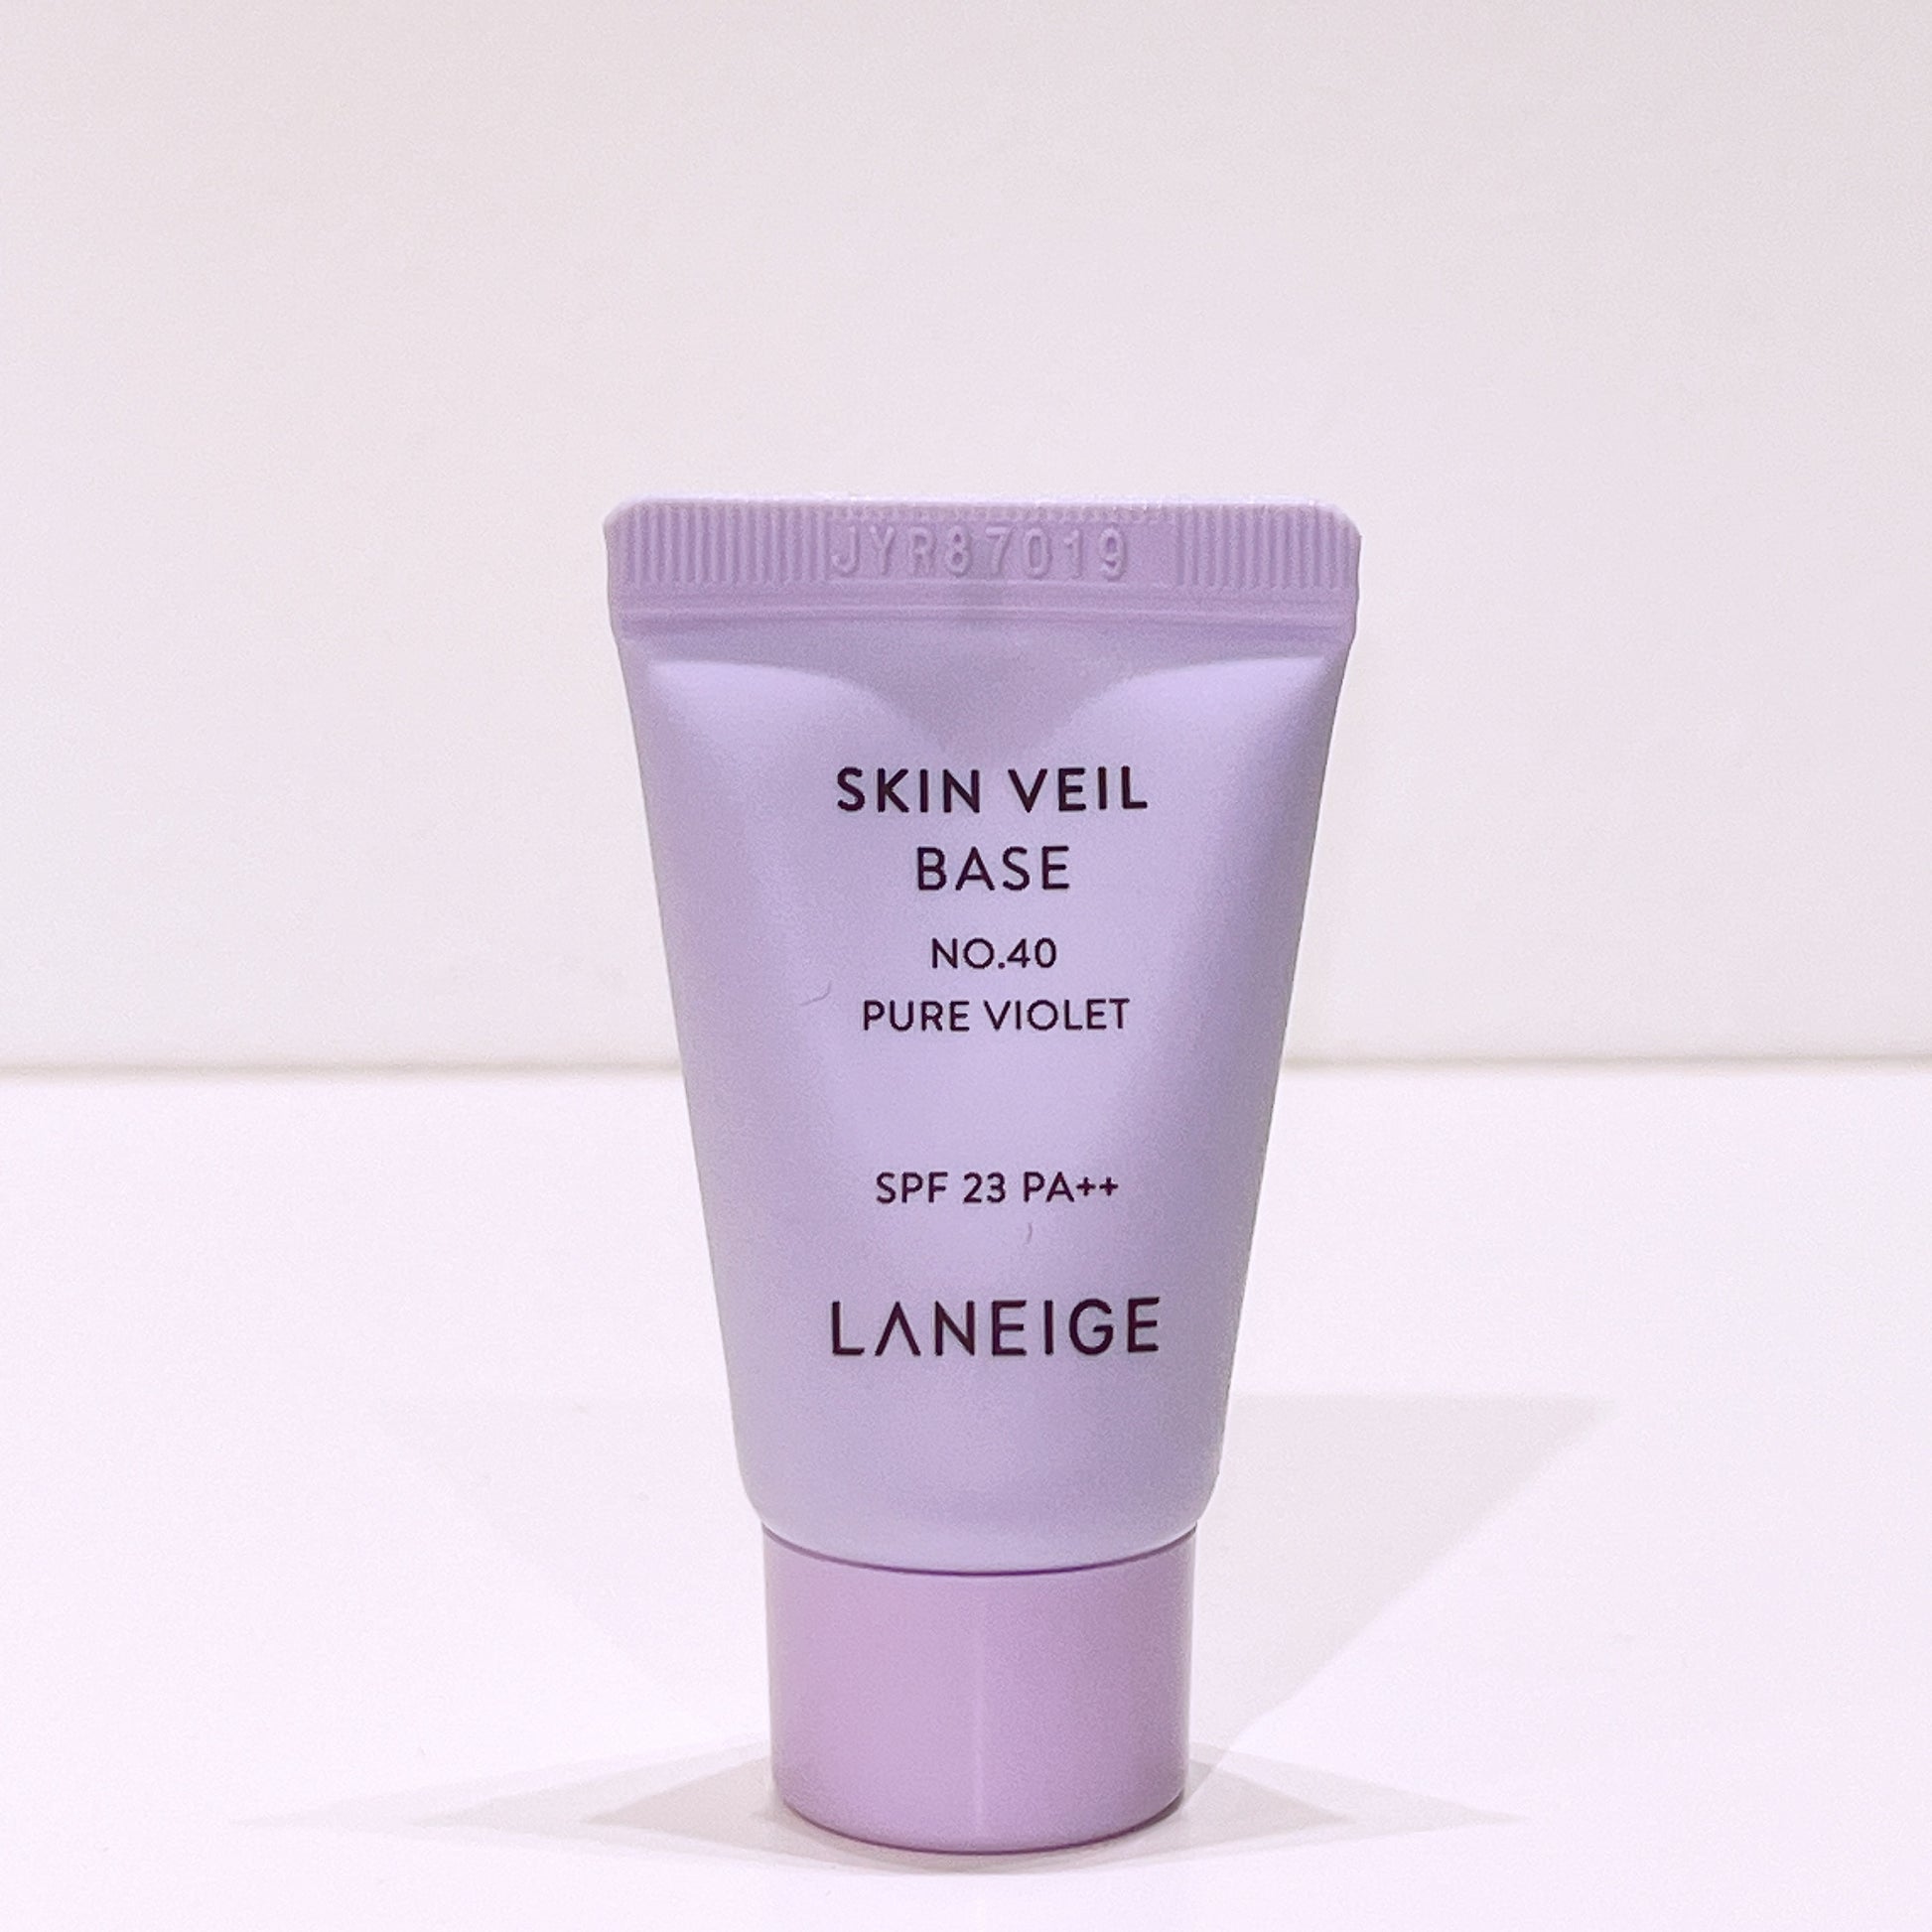 JYR87019
SKIN VEIL
BASE
NO.40
PURE VIOLET
SPF 23 PA++
LANEIGE